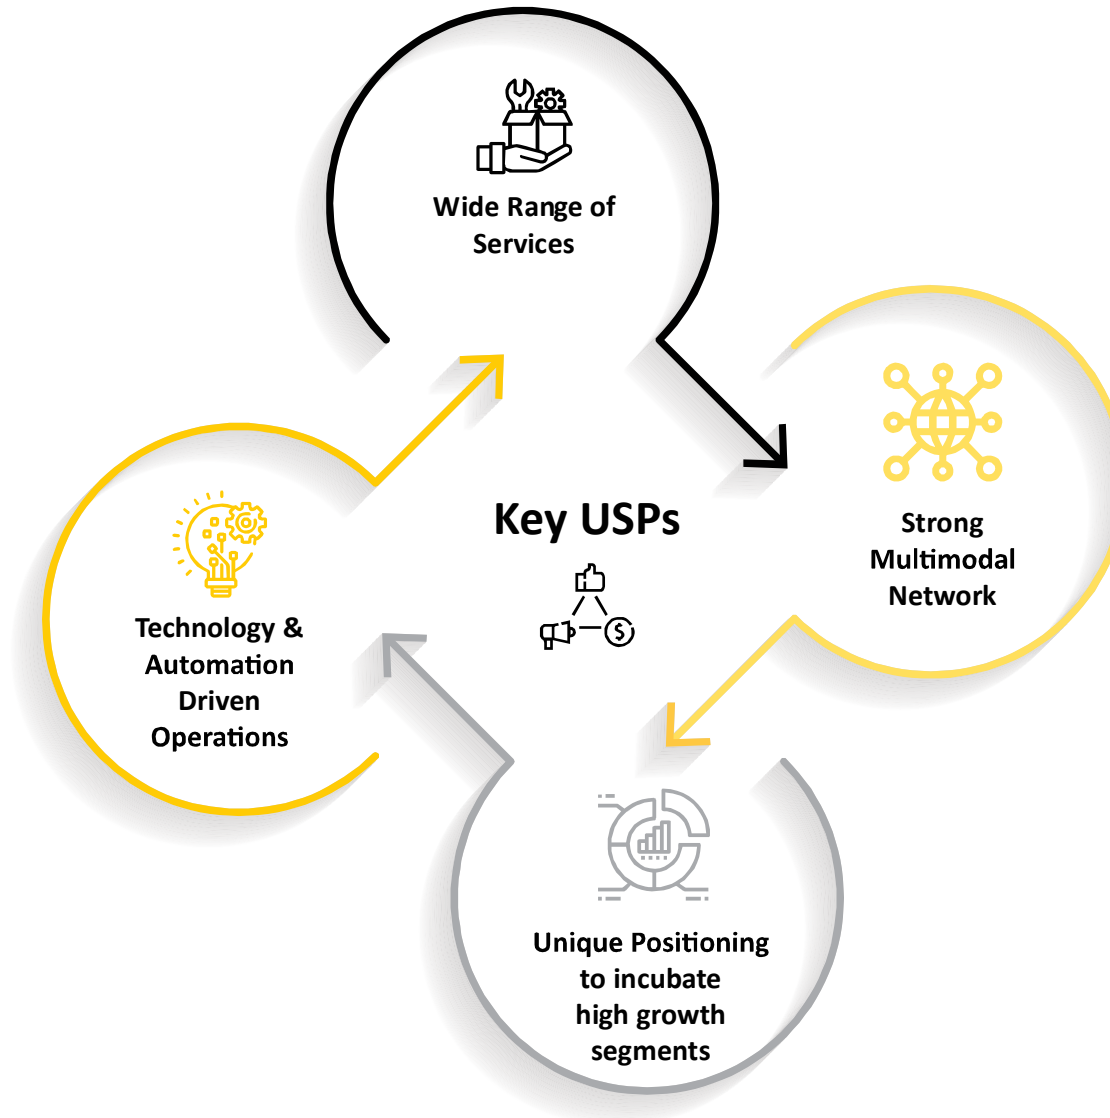 Wide Range of
Services
Strong
Multimodal
Network
Key USPs
$
Technology &
Automation
Driven
Operations
Unique Positioning
to incubate
high growth
segments